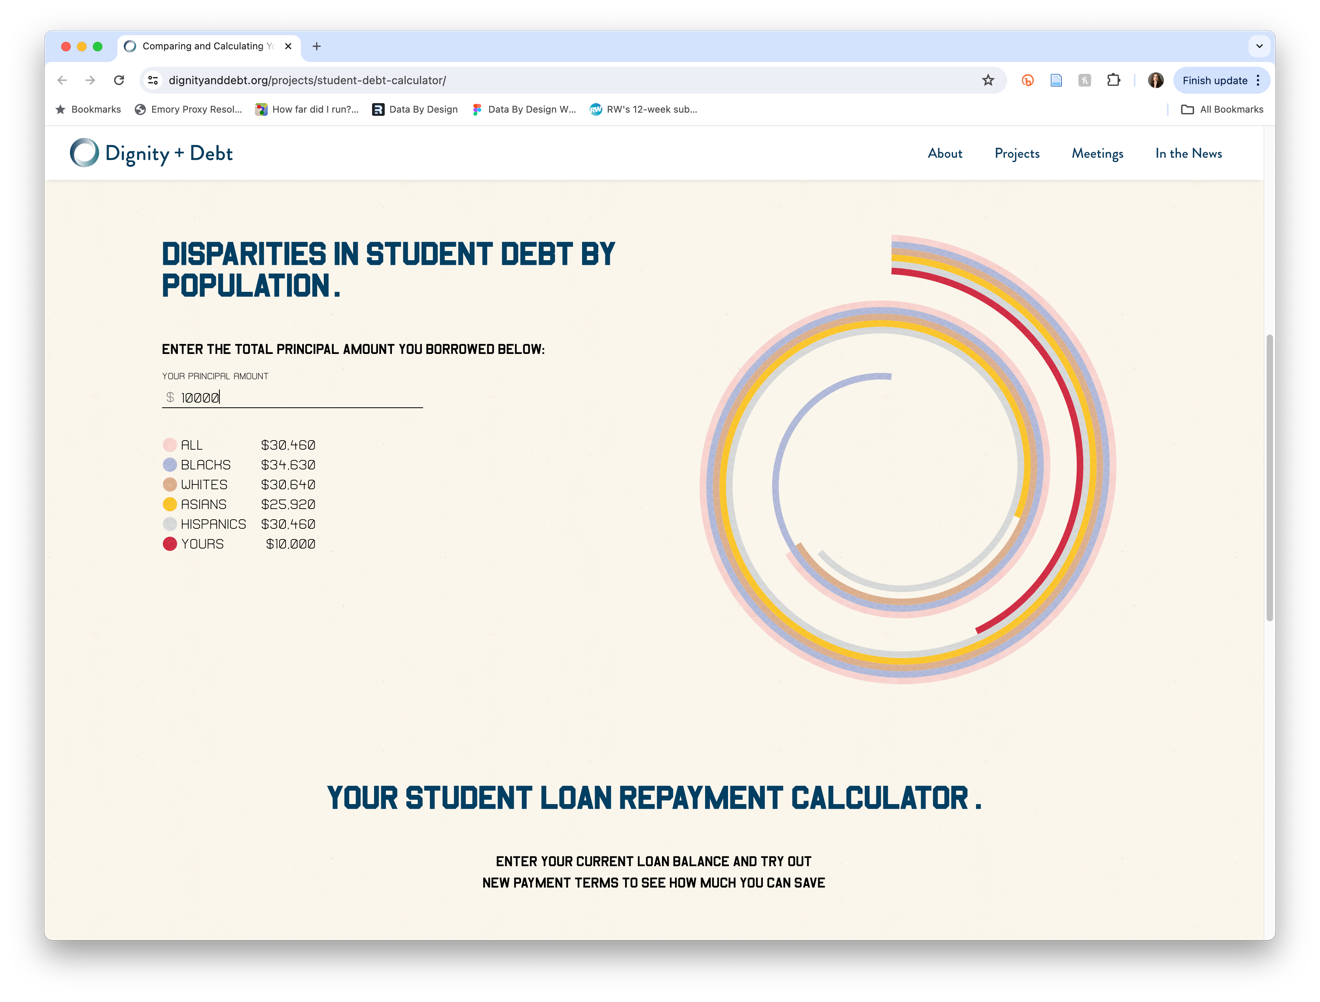 Comparing and Calculating Yo
dignityanddebt.org/projects/student-debt-calculator/
Finish update
Bookmarks
Emory Proxy Resol...
How far did I run?...
Data By Design
Data By Design W...
RW's 12-week sub...
All Bookmarks
Dignity + Debt
About
Projects
Meetings
In the News
DISPARITIES IN STUDENT DEBT BY
POPULATION.
ENTER THE TOTAL PRINCIPAL AMOUNT YOU BORROWED BELOW:
YOUR PRINCIPAL AMOUNT
$ 10000
ALL $30,460
BLACKS $34,630
WHITES $30,640
ASIANS $25,920
HISPANICS $30,460
YOURS $10,000
YOUR STUDENT LOAN REPAYMENT CALCULATOR.
ENTER YOUR CURRENT LOAN BALANCE AND TRY OUT
NEW PAYMENT TERMS TO SEE HOW MUCH YOU CAN SAVE